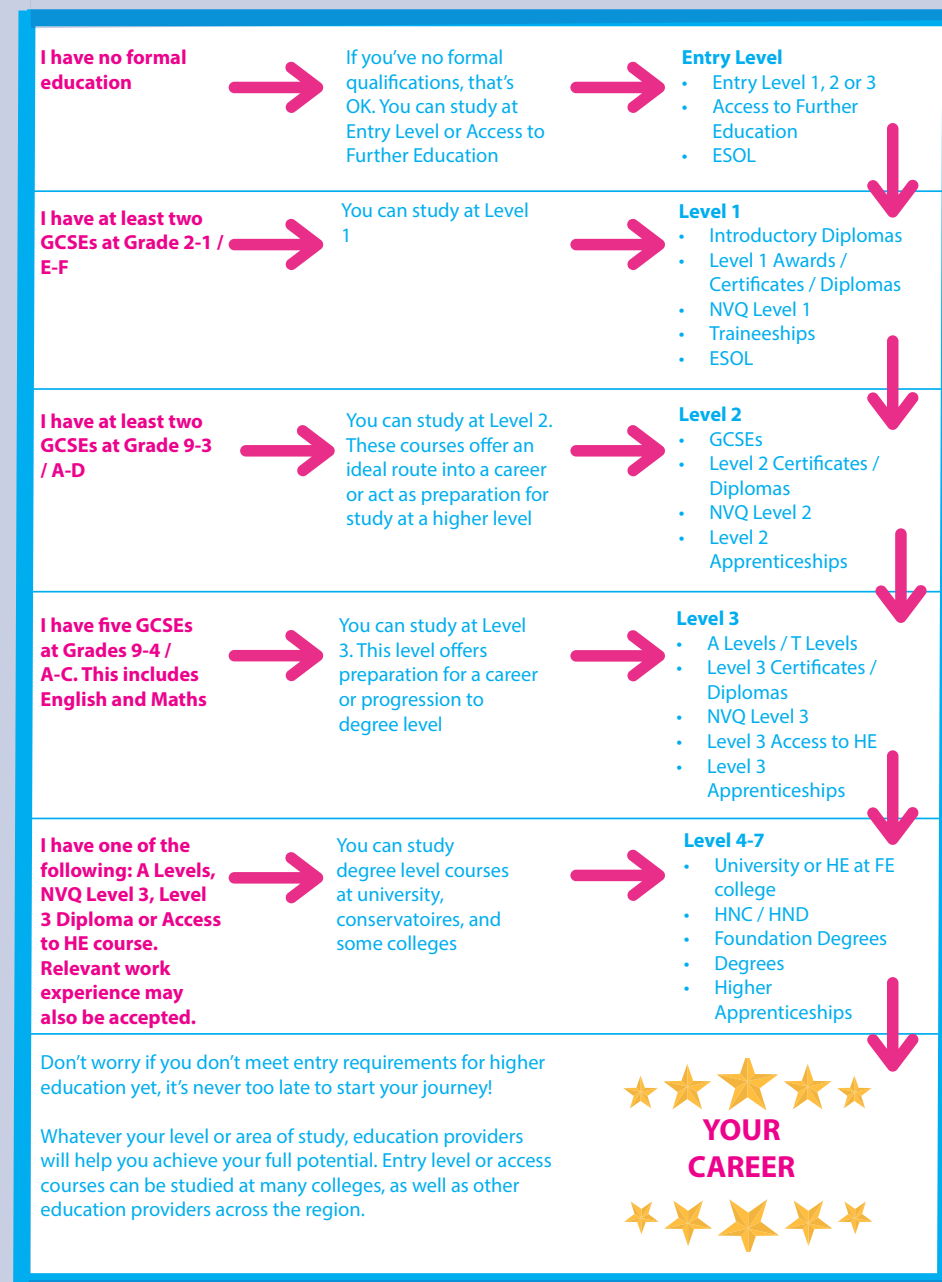 I have no formal
education
If you’ve no formal
qualifications, that’s
OK. You can study at
Entry Level or Access to
Further Education
Entry Level
• Entry Level 1, 2 or 3
• Access to Further
Education
• ESOL
I have at least two
GCSEs at Grade 2-1 /
E-F
You can study at Level
1
Level 1
• Introductory Diplomas
• Level 1 Awards /
Certificates / Diplomas
• NVQ Level 1
• Traineeships
• ESOL
I have at least two
GCSEs at Grade 9-3
/ A-D
You can study at Level 2.
These courses offer an
ideal route into a career
or act as preparation for
study at a higher level
Level 2
• GCSEs
• Level 2 Certificates /
Diplomas
• NVQ Level 2
• Level 2
Apprenticeships
I have five GCSEs
at Grades 9-4 /
A-C. This includes
English and Maths
You can study at Level
3. This level offers
preparation for a career
or progression to
degree level
Level 3
• A Levels / T Levels
• Level 3 Certificates /
Diplomas
• NVQ Level 3
• Level 3 Access to HE
• Level 3
Apprenticeships
I have one of the
following: A Levels,
NVQ Level 3, Level
3 Diploma or Access
to HE course.
Relevant work
experience may
also be accepted.
You can study
degree level courses
at university,
conservatoires, and
some colleges
Level 4-7
• University or HE at FE
college
• HNC / HND
• Foundation Degrees
• Degrees
• Higher
Apprenticeships
Don’t worry if you don’t meet entry requirements for higher
education yet, it’s never too late to start your journey!
Whatever your level or area of study, education providers
will help you achieve your full potential. Entry level or access
courses can be studied at many colleges, as well as other
education providers across the region.
YOUR
CAREER